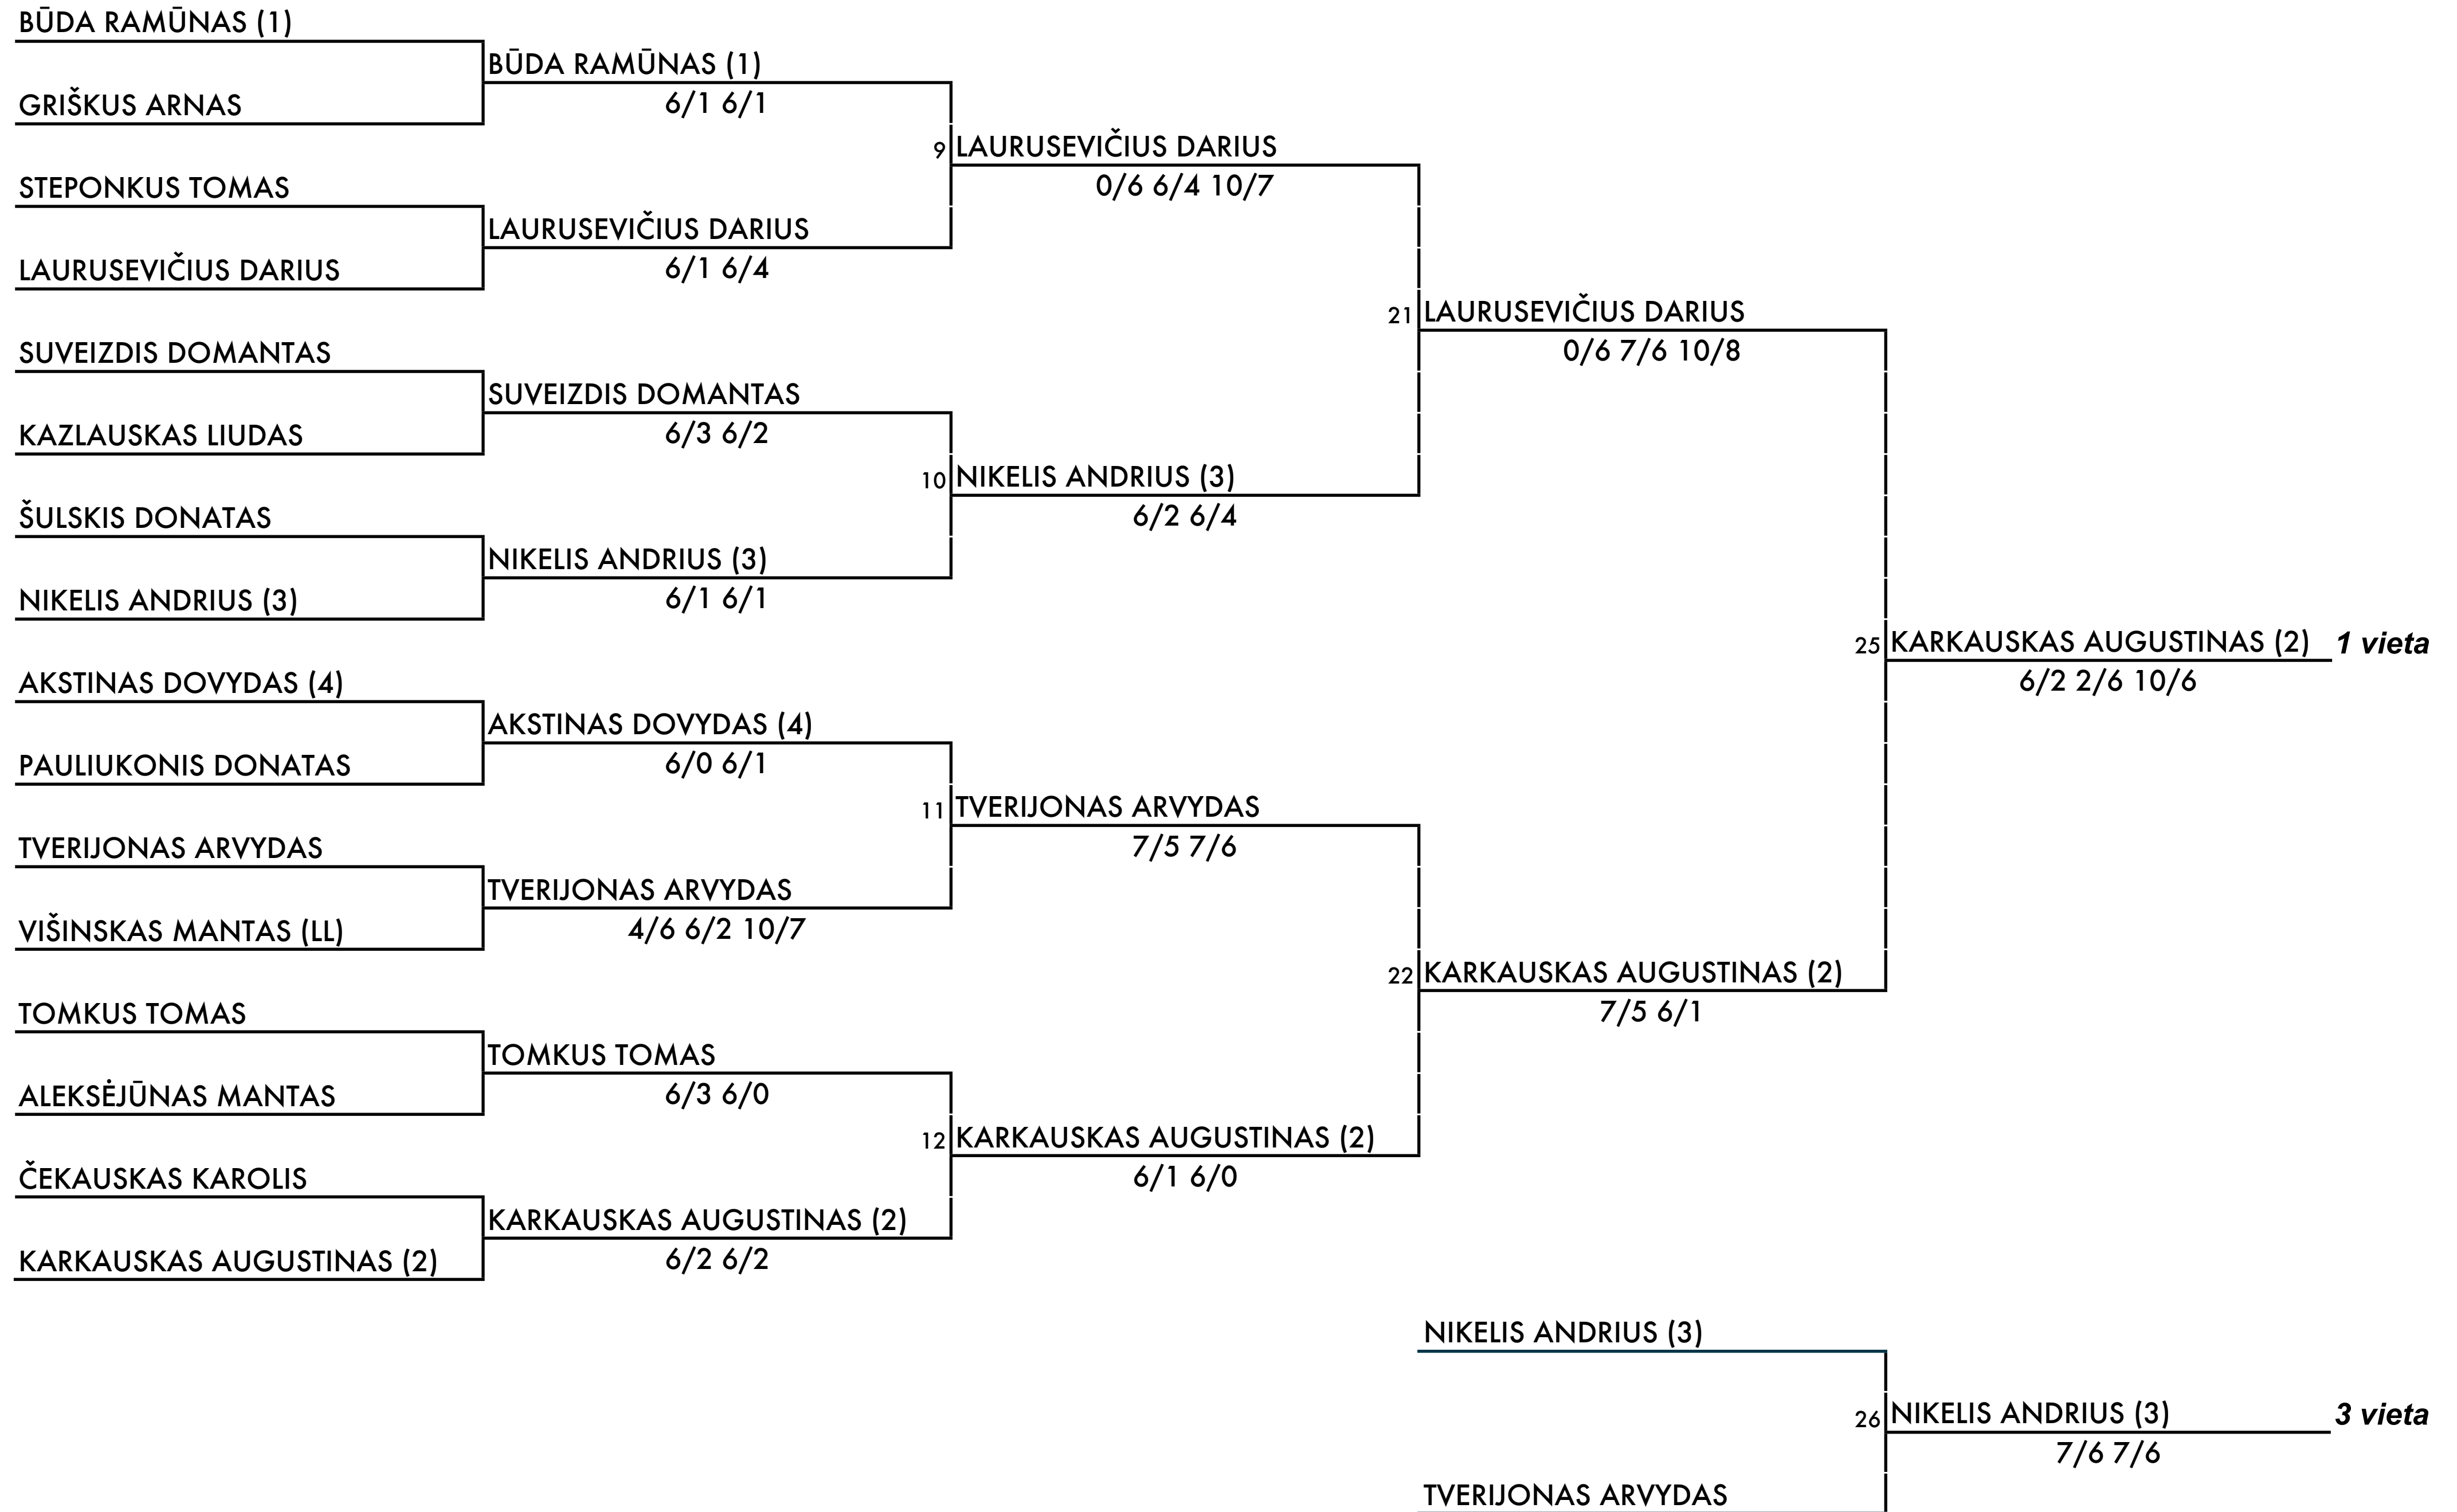 BŪDA RAMŪNAS (1)
BŪDA RAMŪNAS (1)
6/1 6/1
GRIŠKUS ARNAS
9 LAURUSEVIČIUS DARIUS
0/6 6/4 10/7
STEPONKUS TOMAS
LAURUSEVIČIUS DARIUS
6/1 6/4
LAURUSEVIČIUS DARIUS
21 LAURUSEVIČIUS DARIUS
0/6 7/6 10/8
SUVEIZDIS DOMANTAS
SUVEIZDIS DOMANTAS
6/3 6/2
KAZLAUSKAS LIUDAS
10 NIKELIS ANDRIUS (3)
6/2 6/4
ŠULSKIS DONATAS
NIKELIS ANDRIUS (3)
6/1 6/1
NIKELIS ANDRIUS (3)
25 KARKAUSKAS AUGUSTINAS (2) 1 vieta
6/2 2/6 10/6
AKSTINAS DOVYDAS (4)
AKSTINAS DOVYDAS (4)
6/0 6/1
PAULIUKONIS DONATAS
11 TVERIJONAS ARVYDAS
7/5 7/6
TVERIJONAS ARVYDAS
TVERIJONAS ARVYDAS
4/6 6/2 10/7
VIŠINSKAS MANTAS (LL)
22 KARKAUSKAS AUGUSTINAS (2)
7/5 6/1
TOMKUS TOMAS
TOMKUS TOMAS
6/3 6/0
ALEKSĖJŪNAS MANTAS
12 KARKAUSKAS AUGUSTINAS (2)
6/1 6/0
ČEKAUSKAS KAROLIS
KARKAUSKAS AUGUSTINAS (2)
6/2 6/2
KARKAUSKAS AUGUSTINAS (2)
NIKELIS ANDRIUS (3)
26 NIKELIS ANDRIUS (3) 3 vieta
7/6 7/6
TVERIJONAS ARVYDAS